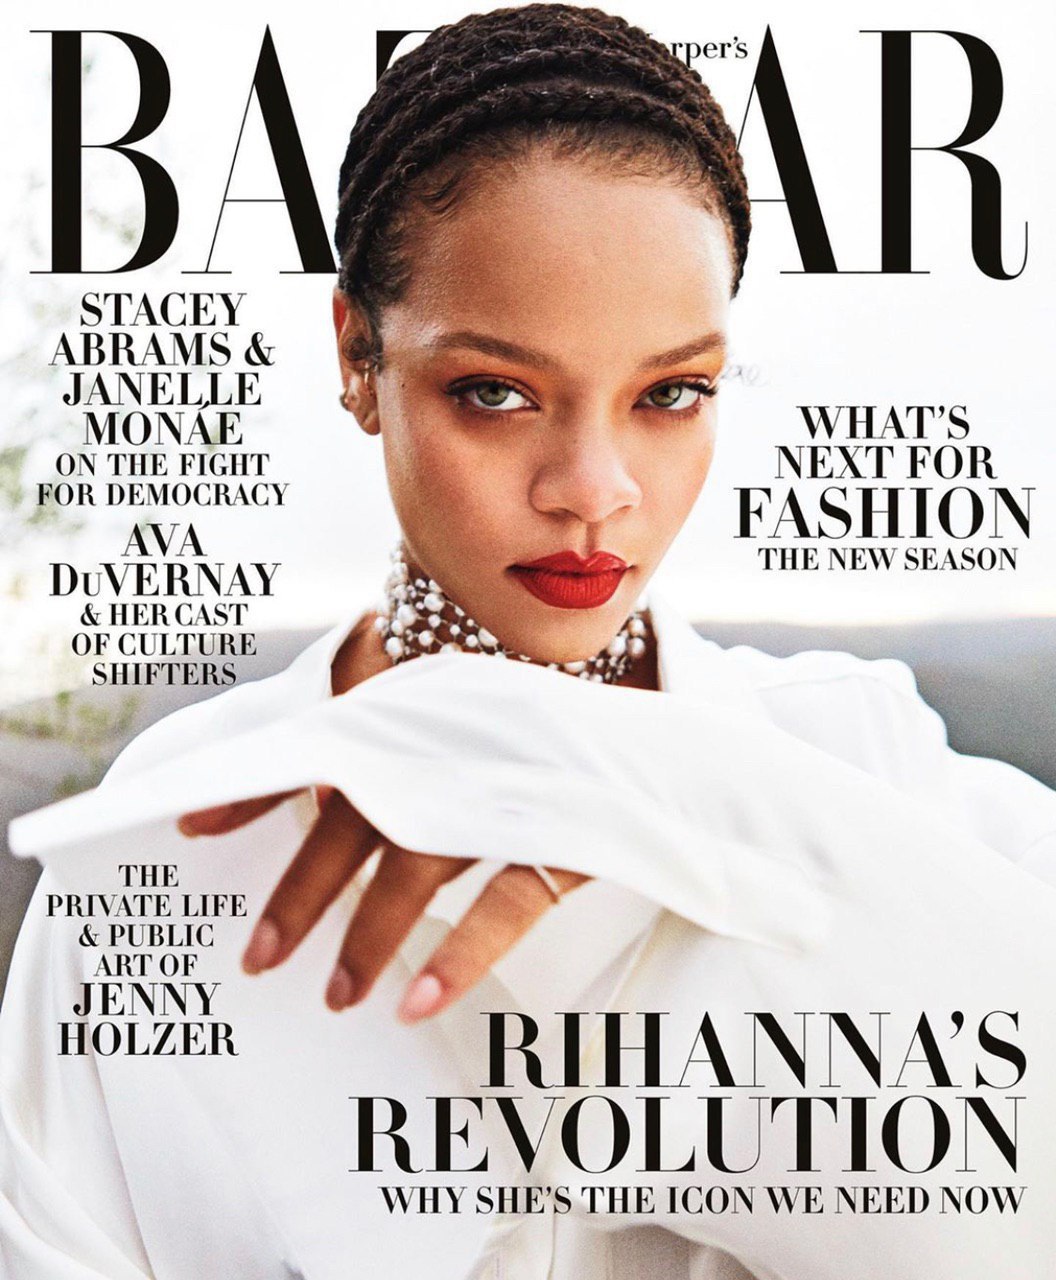 Harper's
BAZAAR
STACEY
ABRAMS &
JANELLE
MONÁE
ON THE FIGHT
FOR DEMOCRACY
AVA
DuVERNAY
& HER CAST
OF CULTURE
SHIFTERS
WHAT'S
NEXT FOR
FASHION
THE NEW SEASON
THE
PRIVATE LIFE
& PUBLIC
ART OF
JENNY
HOLZER
RIHANNA'S
REVOLUTION
WHY SHE'S THE ICON WE NEED NOW